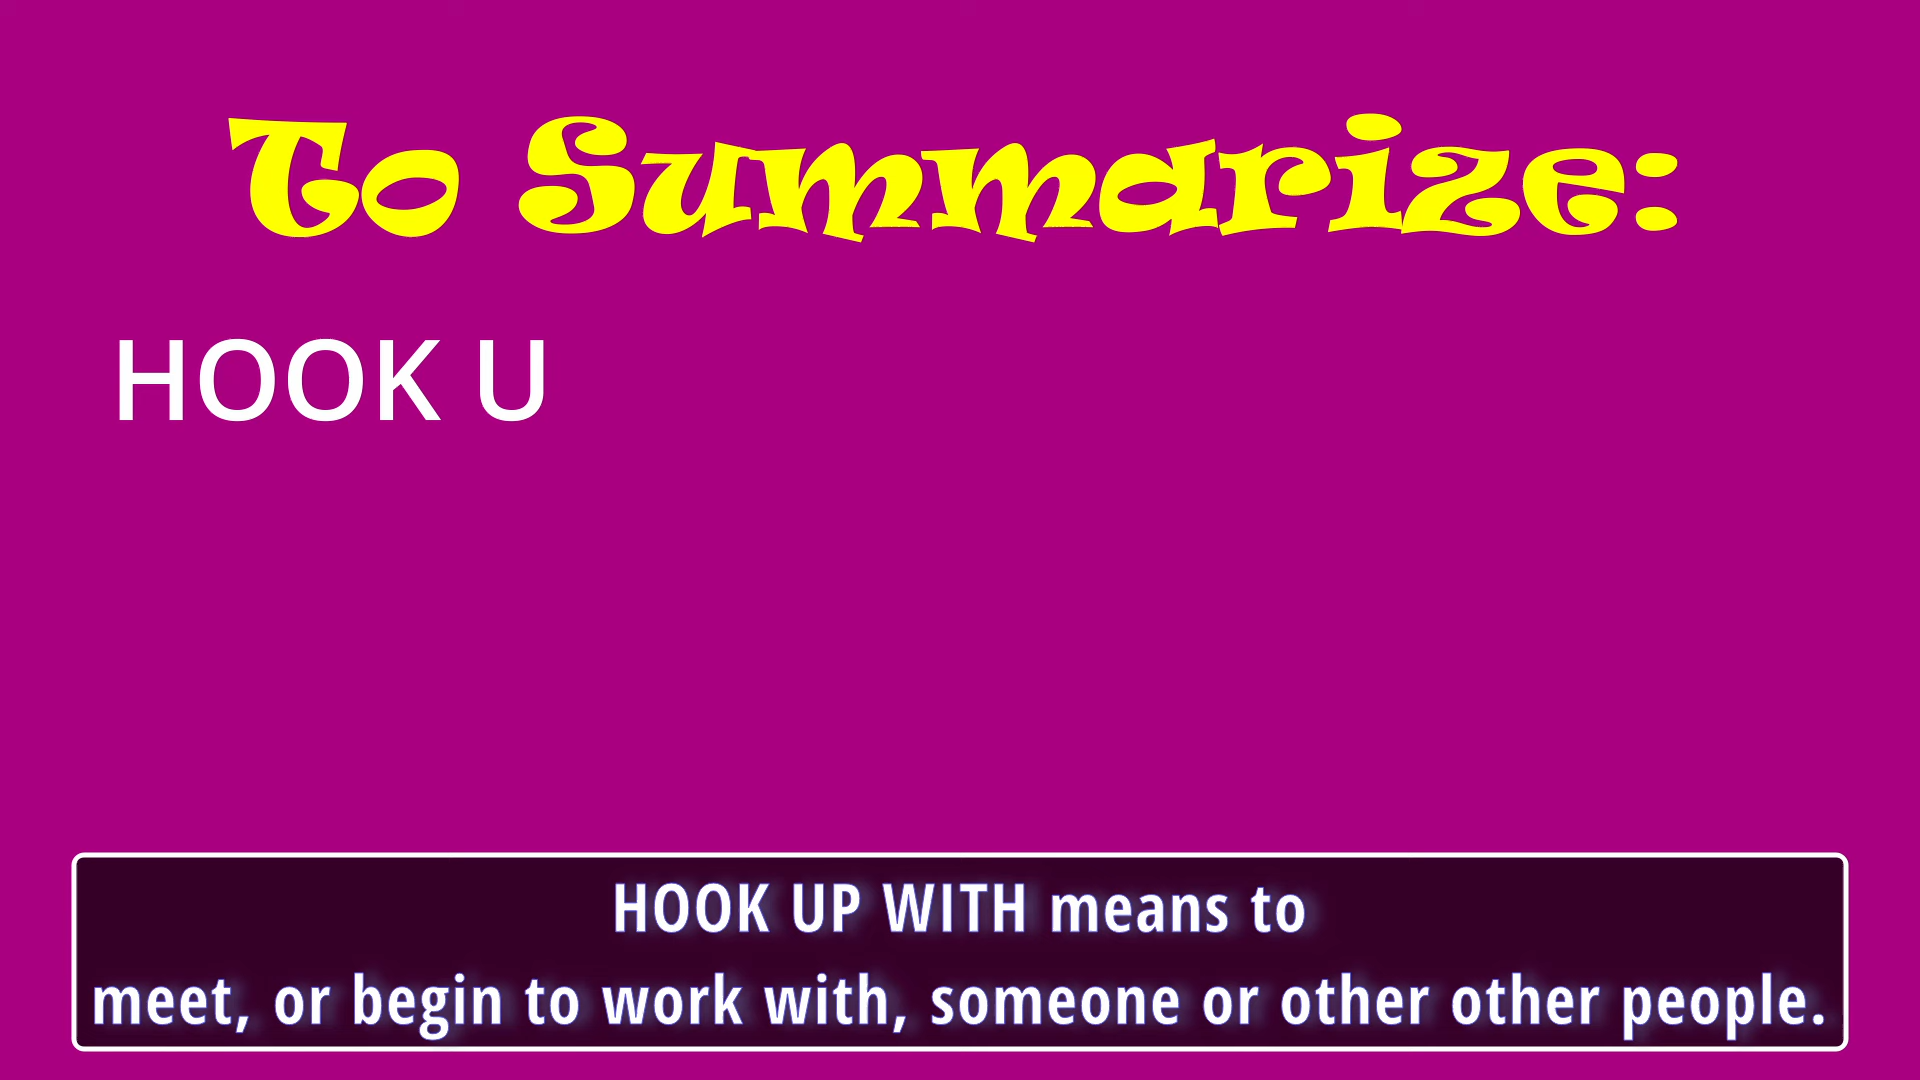 To Summarize:
HOOK U
HOOK UP WITH means to
meet, or begin to work with, someone or other other people.